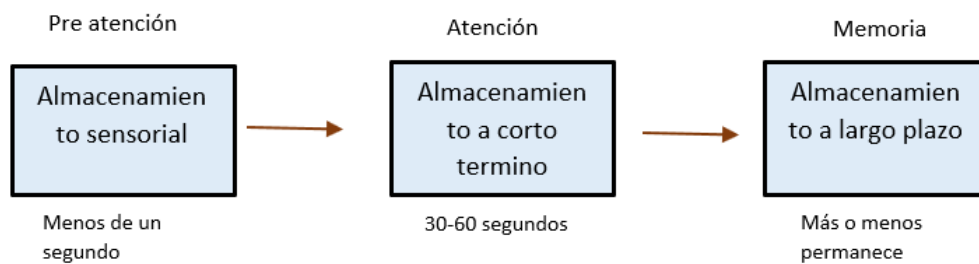 Pre atención
Atención
Memoria
Almacenamien
to sensorial
Almacenamien
to a corto
termino
Almacenamien
to a largo plazo
Menos de un
segundo
30-60 segundos
Más o menos
permanece